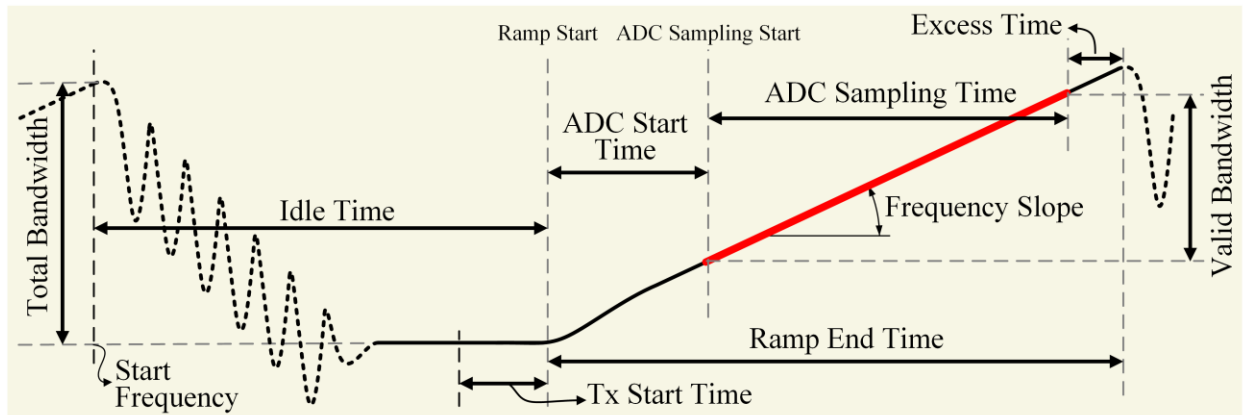 Excess Time
Ramp Start
ADC Sampling Start
ADC Sampling Time
ADC Start
Time
Total Bandwidth
Idle Time
Frequency Slope
Valid Bandwidth
Ramp End Time
Start
Frequency
Tx Start Time